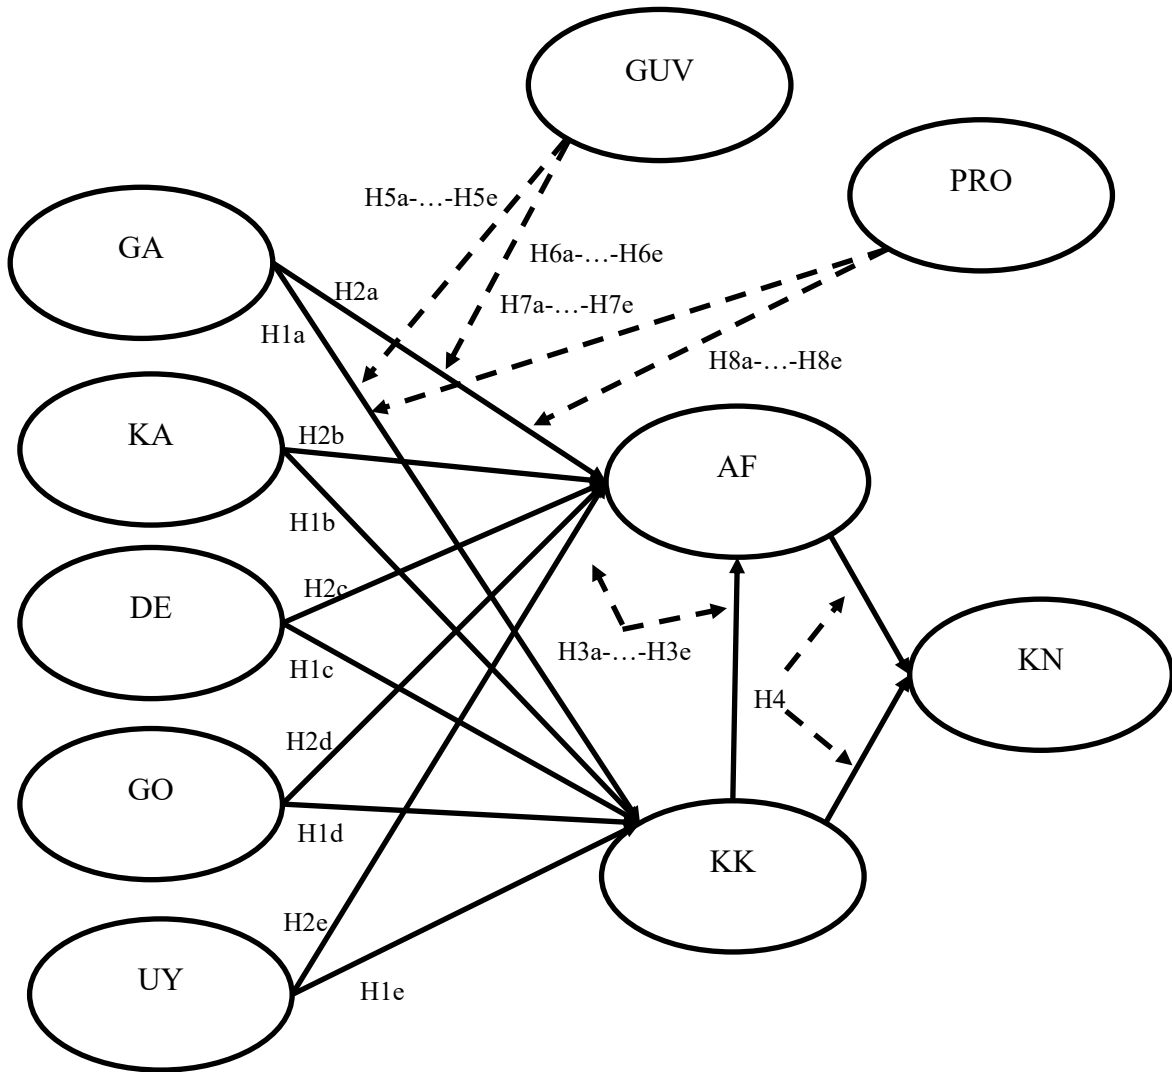 GUV
PRO
H5a-…-H5e
GA
H6a-…-H6e
H2a
H7a-…-H7e
H1a
H8a-…-H8e
KA
H2b
AF
H1b
H2c
DE
H3a-…-H3e
KN
H1c
H4
H2d
GO
H1d
KK
H2e
UY
H1e